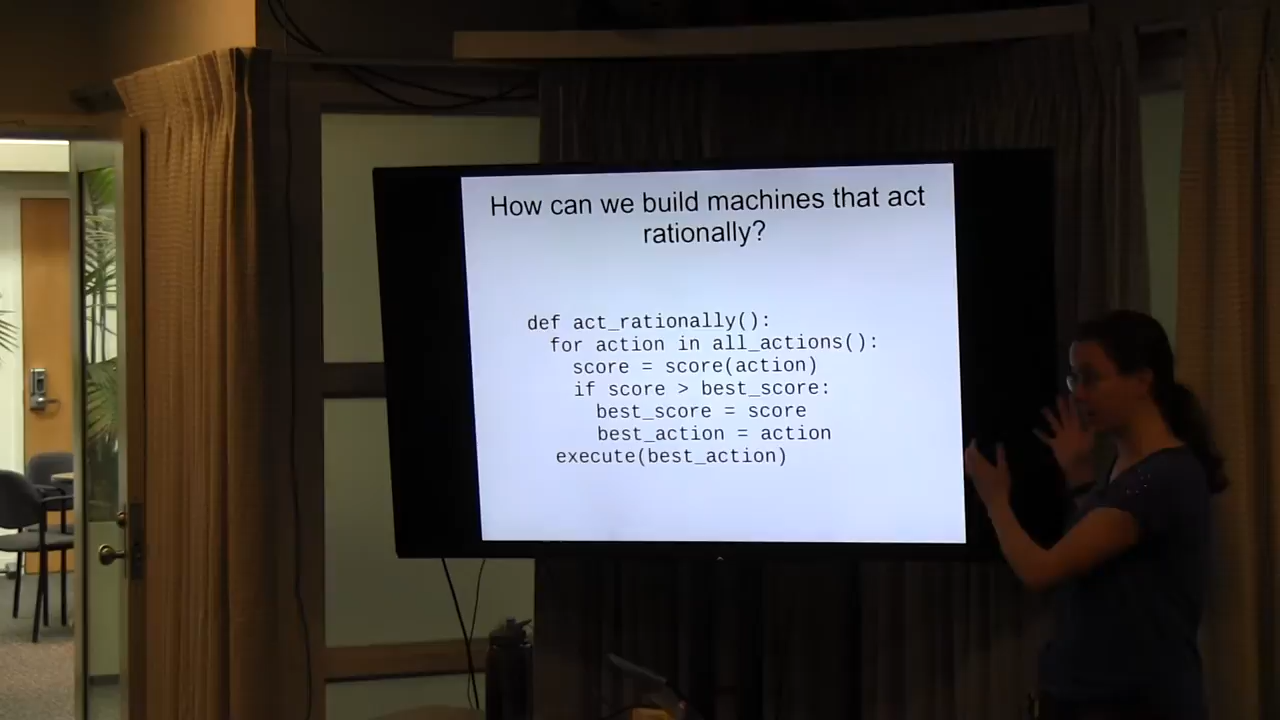 How can we build machines that act
rationally?
def act_rationally():
for action in all_actions():
score = score(action)
if score > best_score:
best_score = score
best_action = action
execute(best_action)